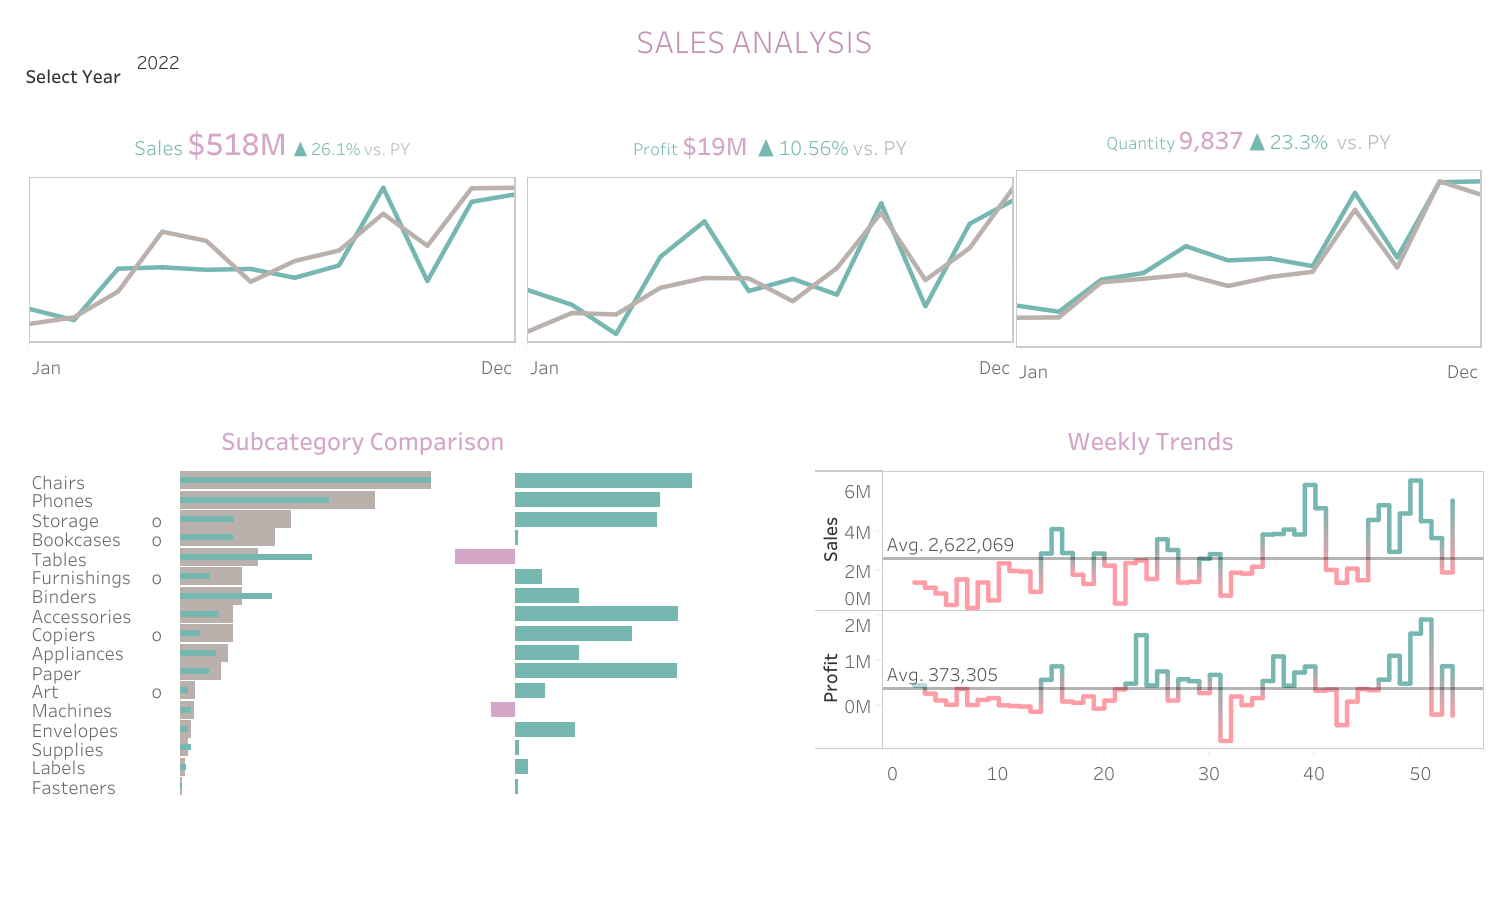 SALES ANALYSIS
Select Year 2022
Sales $518M ▲ 26.1% vs. PY
Profit $19M ▲ 10.56% vs. PY
Quantity 9,837 ▲ 23.3% vs. PY
Jan Dec
Jan Dec
Jan Dec
Subcategory Comparison
Chairs
Phones
Storage o
Bookcases o
Tables
Furnishings o
Binders
Accessories
Copiers o
Appliances
Paper
Art o
Machines
Envelopes
Supplies
Labels
Fasteners
Weekly Trends
Sales
6M
4M
Avg. 2,622,069
2M
0M
Profit
2M
1M
Avg. 373,305
0M
0 10 20 30 40 50